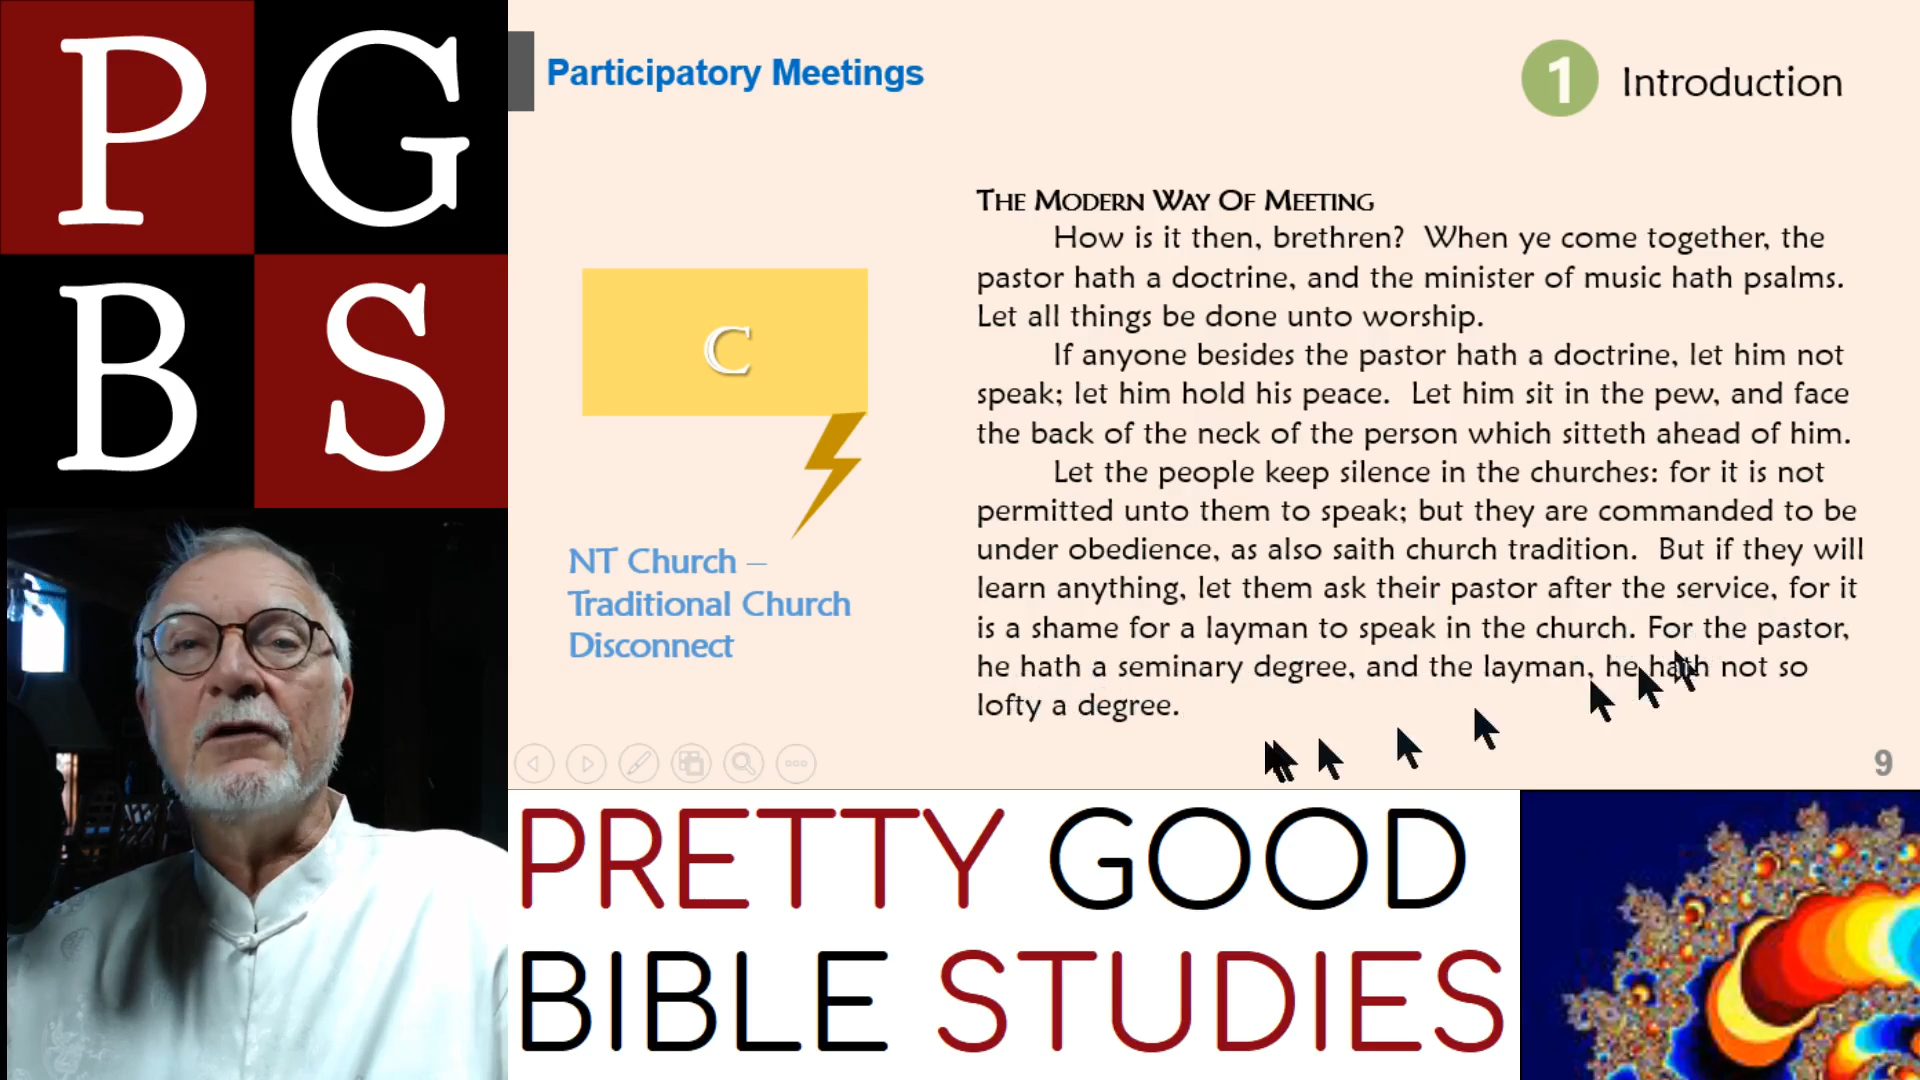 P G
B S
Participatory Meetings
1 Introduction
THE MODERN WAY OF MEETING
How is it then, brethren? When ye come together, the
pastor hath a doctrine, and the minister of music hath psalms.
Let all things be done unto worship.
If anyone besides the pastor hath a doctrine, let him not
speak; let him hold his peace. Let him sit in the pew, and face
the back of the neck of the person which sitteth ahead of him.
Let the people keep silence in the churches: for it is not
permitted unto them to speak; but they are commanded to be
under obedience, as also saith church tradition. But if they will
learn anything, let them ask their pastor after the service, for it
is a shame for a layman to speak in the church. For the pastor,
he hath a seminary degree, and the layman, he hath not so
lofty a degree.
C
NT Church –
Traditional Church
Disconnect
9
PRETTY GOOD
BIBLE STUDIES